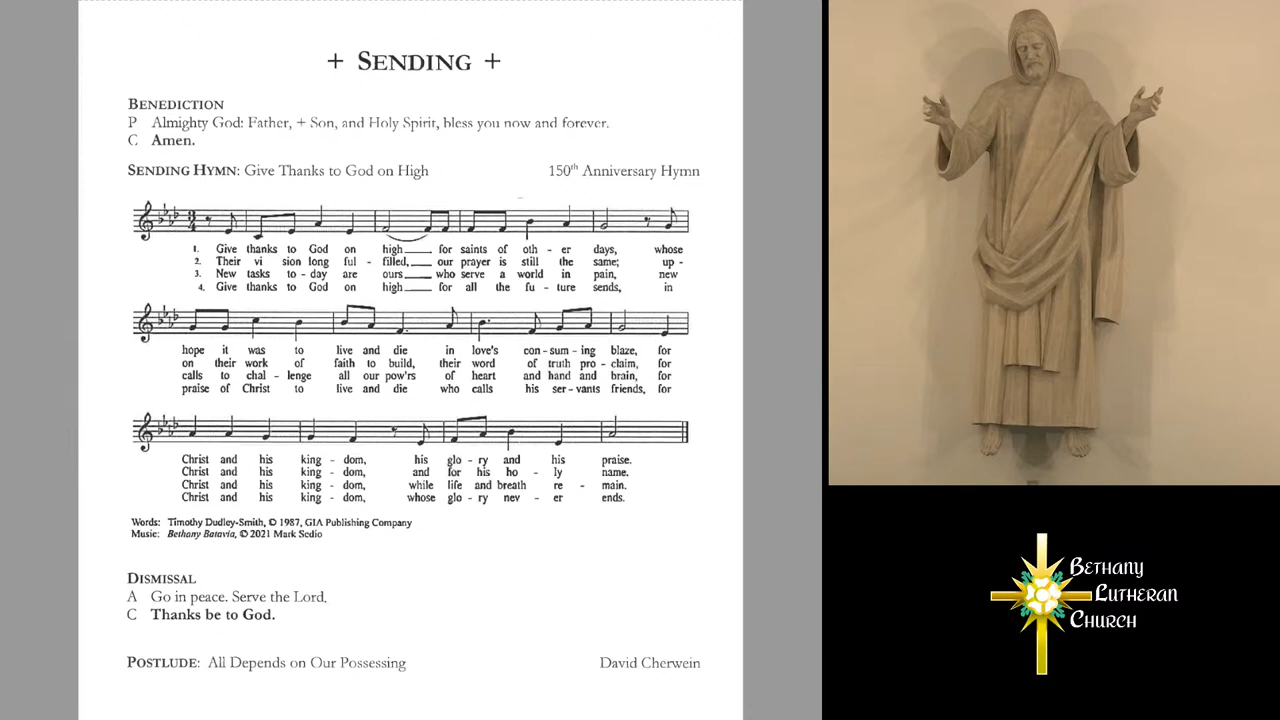 + SENDING +
BENEDICTION
P Almighty God: Father, + Son, and Holy Spirit, bless you now and forever.
C Amen.
SENDING HYMN: Give Thanks to God on High 150th Anniversary Hymn
3 4
1. Give thanks to God on high___ for saints of oth - er days, whose
2. Their vi sion long ful - filled,___ our prayer is still the same; up -
3. New tasks to - day are ours___ who serve a world in pain, new
4. Give thanks to God on high___ for all the fu - ture sends, in
hope it was to live and die in love's con - sum - ing blaze, for
on their work of faith to build, their word of truth pro - claim, for
calls to chal - lenge all our pow'rs of heart and hand and brain, for
praise of Christ to live and die who calls his ser - vants friends, for
Christ and his king - dom, his glo - ry and his praise.
Christ and his king - dom, and for his ho - ly name.
Christ and his king - dom, while life and breath re - main.
Christ and his king - dom, whose glo - ry nev - er ends.
Words: Timothy Dudley-Smith, © 1987, GIA Publishing Company
Music: Bethany Batavia, © 2021 Mark Sedio
DISMISSAL
A Go in peace. Serve the Lord.
C Thanks be to God.
POSTLUDE: All Depends on Our Possessing David Cherwein
BETHANY
LUTHERAN
CHURCH